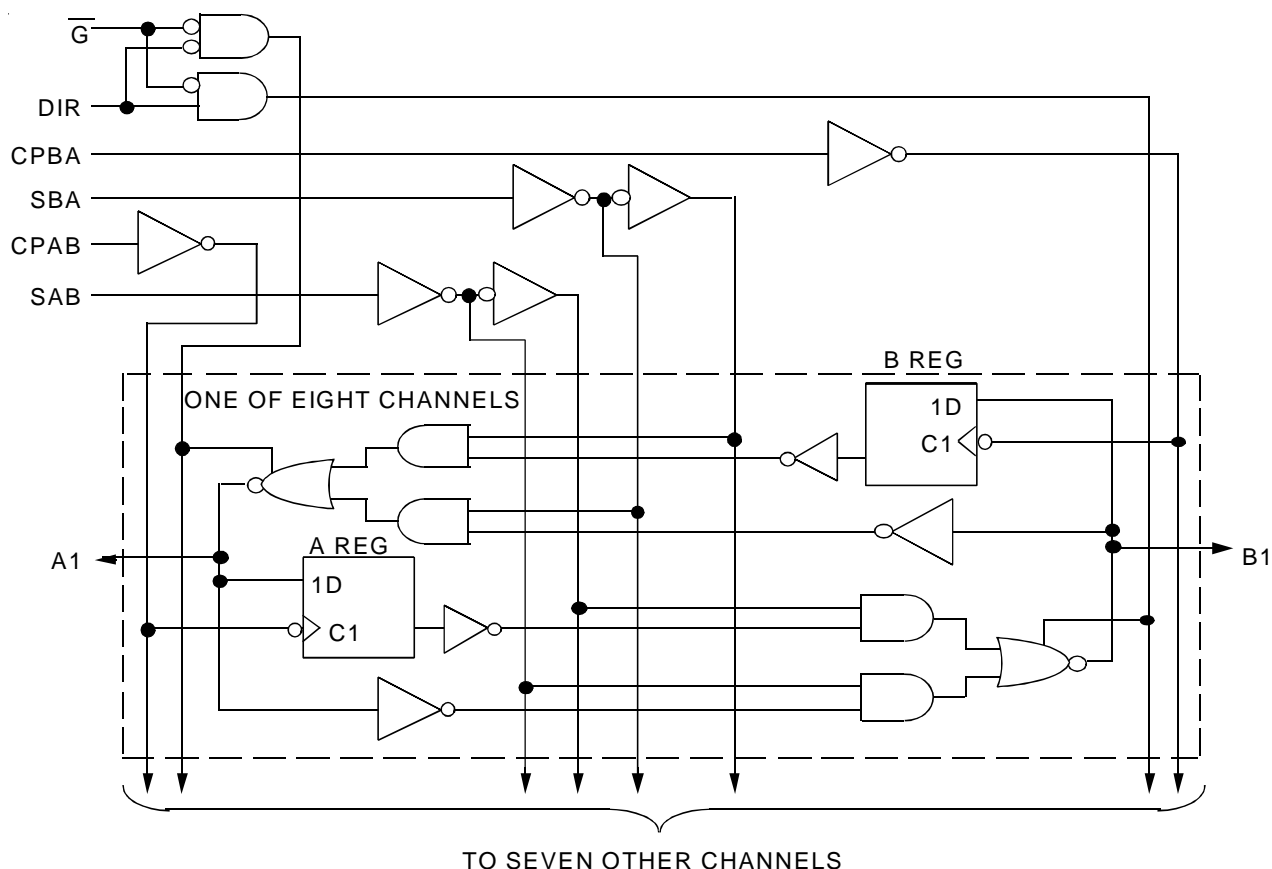 G̅
DIR
CPBA
SBA
CPAB
SAB
B REG
ONE OF EIGHT CHANNELS
1D
C1
A REG
A1
B1
1D
C1
TO SEVEN OTHER CHANNELS